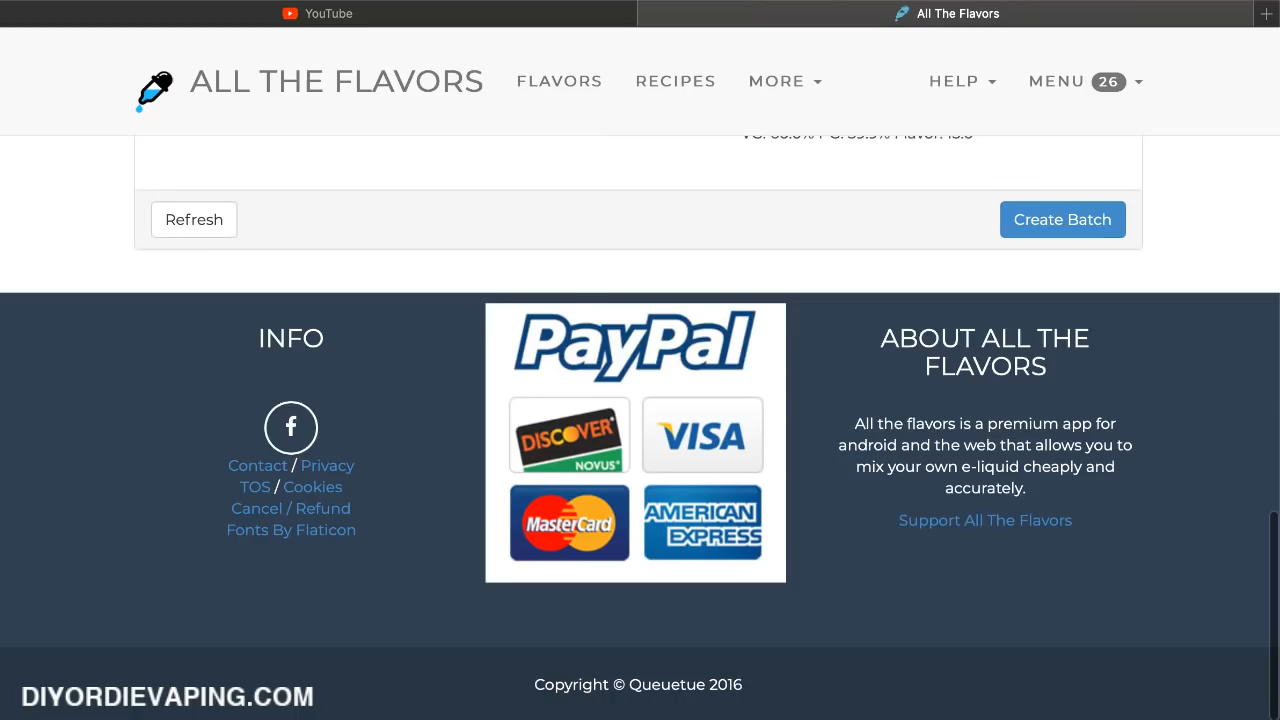 YouTube
All The Flavors
ALL THE FLAVORS
FLAVORS
RECIPES
MORE
HELP
MENU 26
Refresh
Create Batch
INFO
Contact / Privacy
TOS / Cookies
Cancel / Refund
Fonts By Flaticon
PayPal
DISCOVER
NOVUS
VISA
MasterCard
AMERICAN
EXPRESS
ABOUT ALL THE
FLAVORS
All the flavors is a premium app for
android and the web that allows you to
mix your own e-liquid cheaply and
accurately.
Support All The Flavors
Copyright © Queuetue 2016
DIYORDIEVAPING.COM